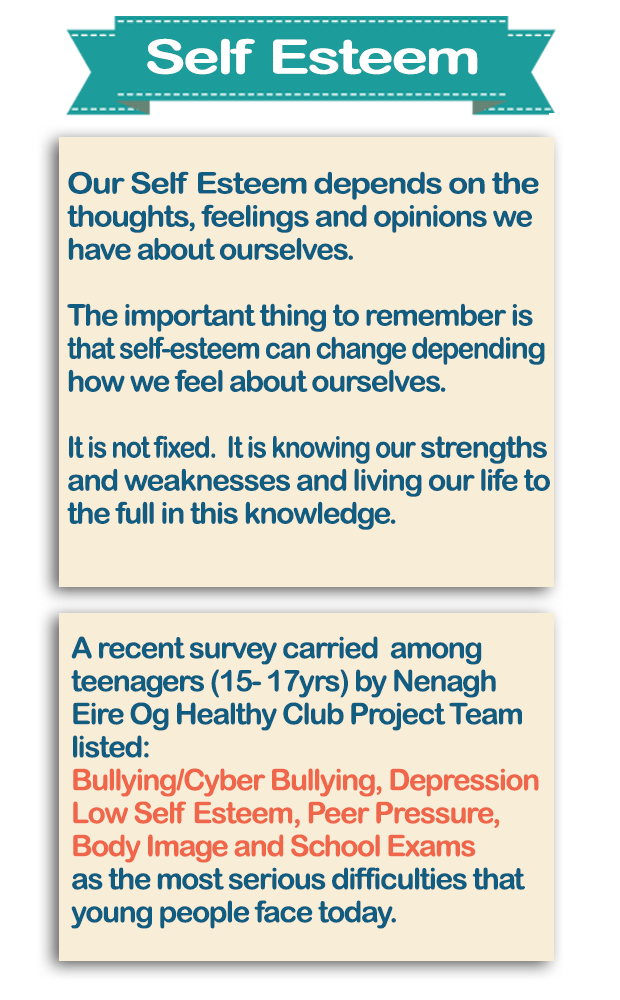 Self Esteem
Our Self Esteem depends on the
thoughts, feelings and opinions we
have about ourselves.
The important thing to remember is
that self-esteem can change depending
how we feel about ourselves.
It is not fixed.  It is knowing our strengths
and weaknesses and living our life to
the full in this knowledge.
A recent survey carried  among
teenagers (15- 17yrs) by Nenagh
Eire Og Healthy Club Project Team
listed:
Bullying/Cyber Bullying, Depression
Low Self Esteem, Peer Pressure,
Body Image and School Exams
as the most serious difficulties that
young people face today.